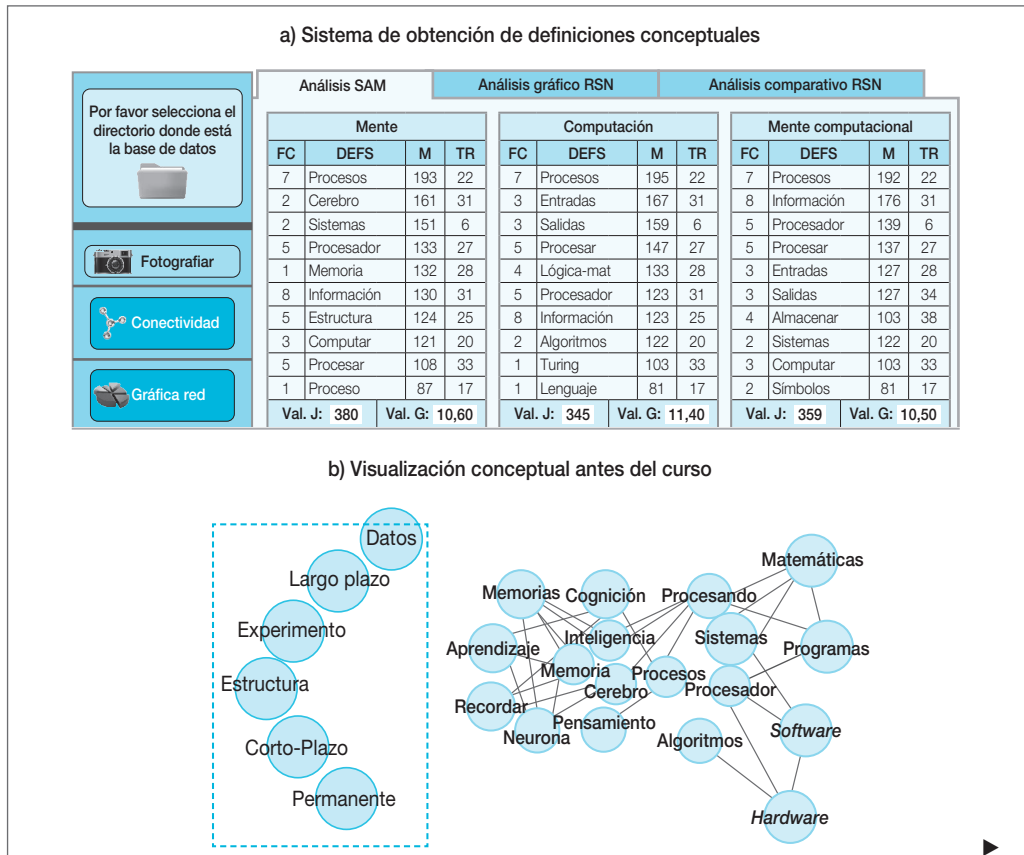 a) Sistema de obtención de definiciones conceptuales
Por favor selecciona el
directorio donde está
la base de datos
Fotografiar
Conectividad
Gráfica red
Análisis SAM
Análisis gráfico RSN
Análisis comparativo RSN
Mente
FC DEFS M TR
7 Procesos 193 22
2 Cerebro 161 31
2 Sistemas 151 6
5 Procesador 133 27
1 Memoria 132 28
8 Información 130 31
5 Estructura 124 25
3 Computar 121 20
5 Procesar 108 33
1 Proceso 87 17
Val. J: 380 Val. G: 10,60
Computación
FC DEFS M TR
7 Procesos 195 22
3 Entradas 167 31
3 Salidas 159 6
5 Procesar 147 27
4 Lógica-mat 133 28
5 Procesador 123 31
8 Información 123 25
2 Algoritmos 122 20
1 Turing 103 33
1 Lenguaje 81 17
Val. J: 345 Val. G: 11,40
Mente computacional
FC DEFS M TR
7 Procesos 192 22
8 Información 176 31
5 Procesador 139 6
5 Procesar 137 27
3 Entradas 127 28
3 Salidas 127 34
4 Almacenar 103 38
2 Sistemas 122 20
3 Computar 103 33
2 Símbolos 81 17
Val. J: 359 Val. G: 10,50
b) Visualización conceptual antes del curso
Datos
Largo plazo
Experimento
Estructura
Corto-Plazo
Permanente
Memorias
Cognición
Procesando
Matemáticas
Aprendizaje
Inteligencia
Sistemas
Programas
Memoria
Cerebro
Procesos
Procesador
Recordar
Neurona
Pensamiento
Algoritmos
Software
Hardware